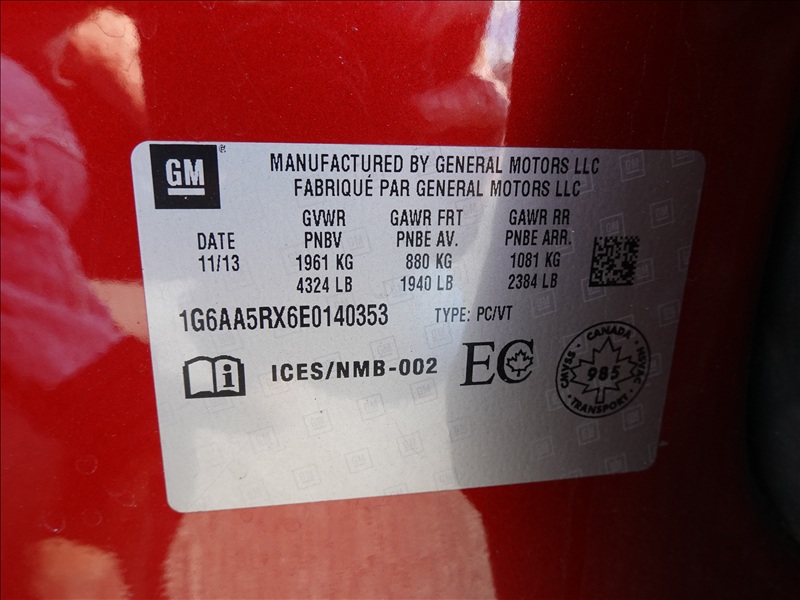 GM ®
MANUFACTURED BY GENERAL MOTORS LLC
FABRIQUÉ PAR GENERAL MOTORS LLC
GVWR GAWR FRT GAWR RR
DATE PNBV PNBE AV. PNBE ARR.
11/13 1961 KG 880 KG 1081 KG
4324 LB 1940 LB 2384 LB
1G6AA5RX6E0140353 TYPE: PC/VT
i ICES/NMB-002 EC
CANADA
CMVSS 985 NSVAC
TRANSPORT